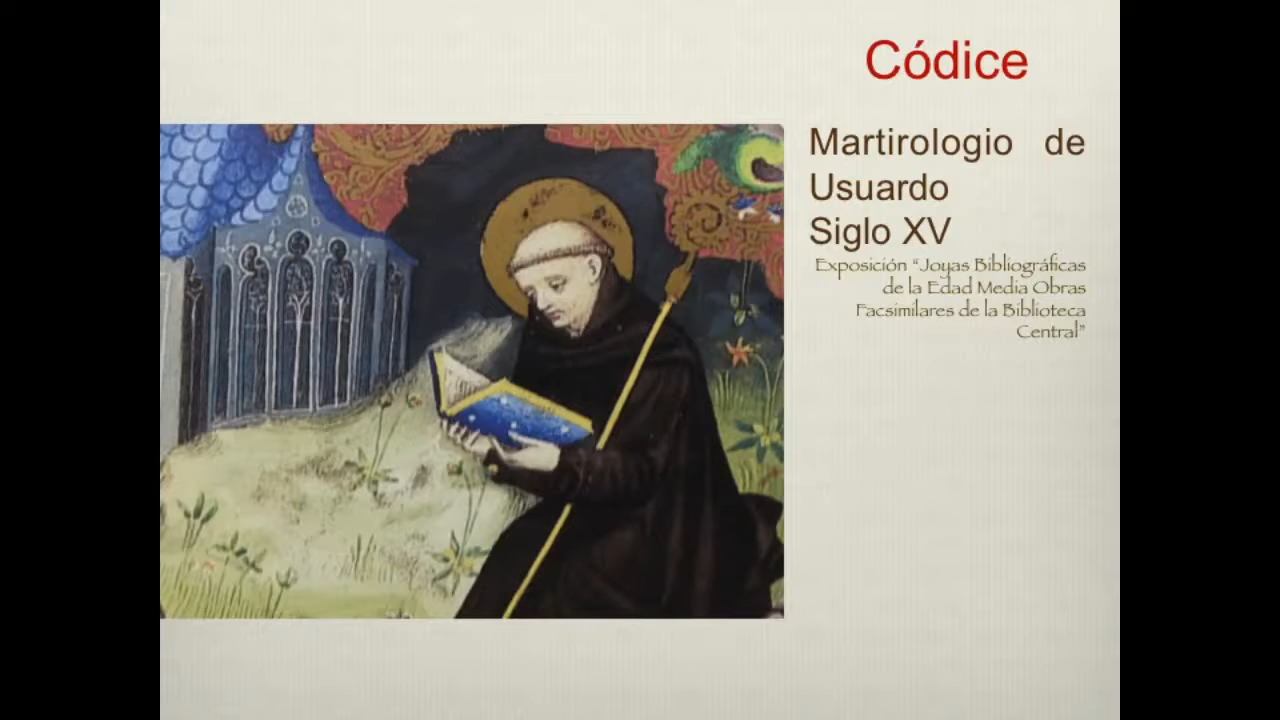 Códice
Martirologio de
Usuardo
Siglo XV
Exposición “Joyas Bibliográficas
de la Edad Media Obras
Facsimilares de la Biblioteca
Central”